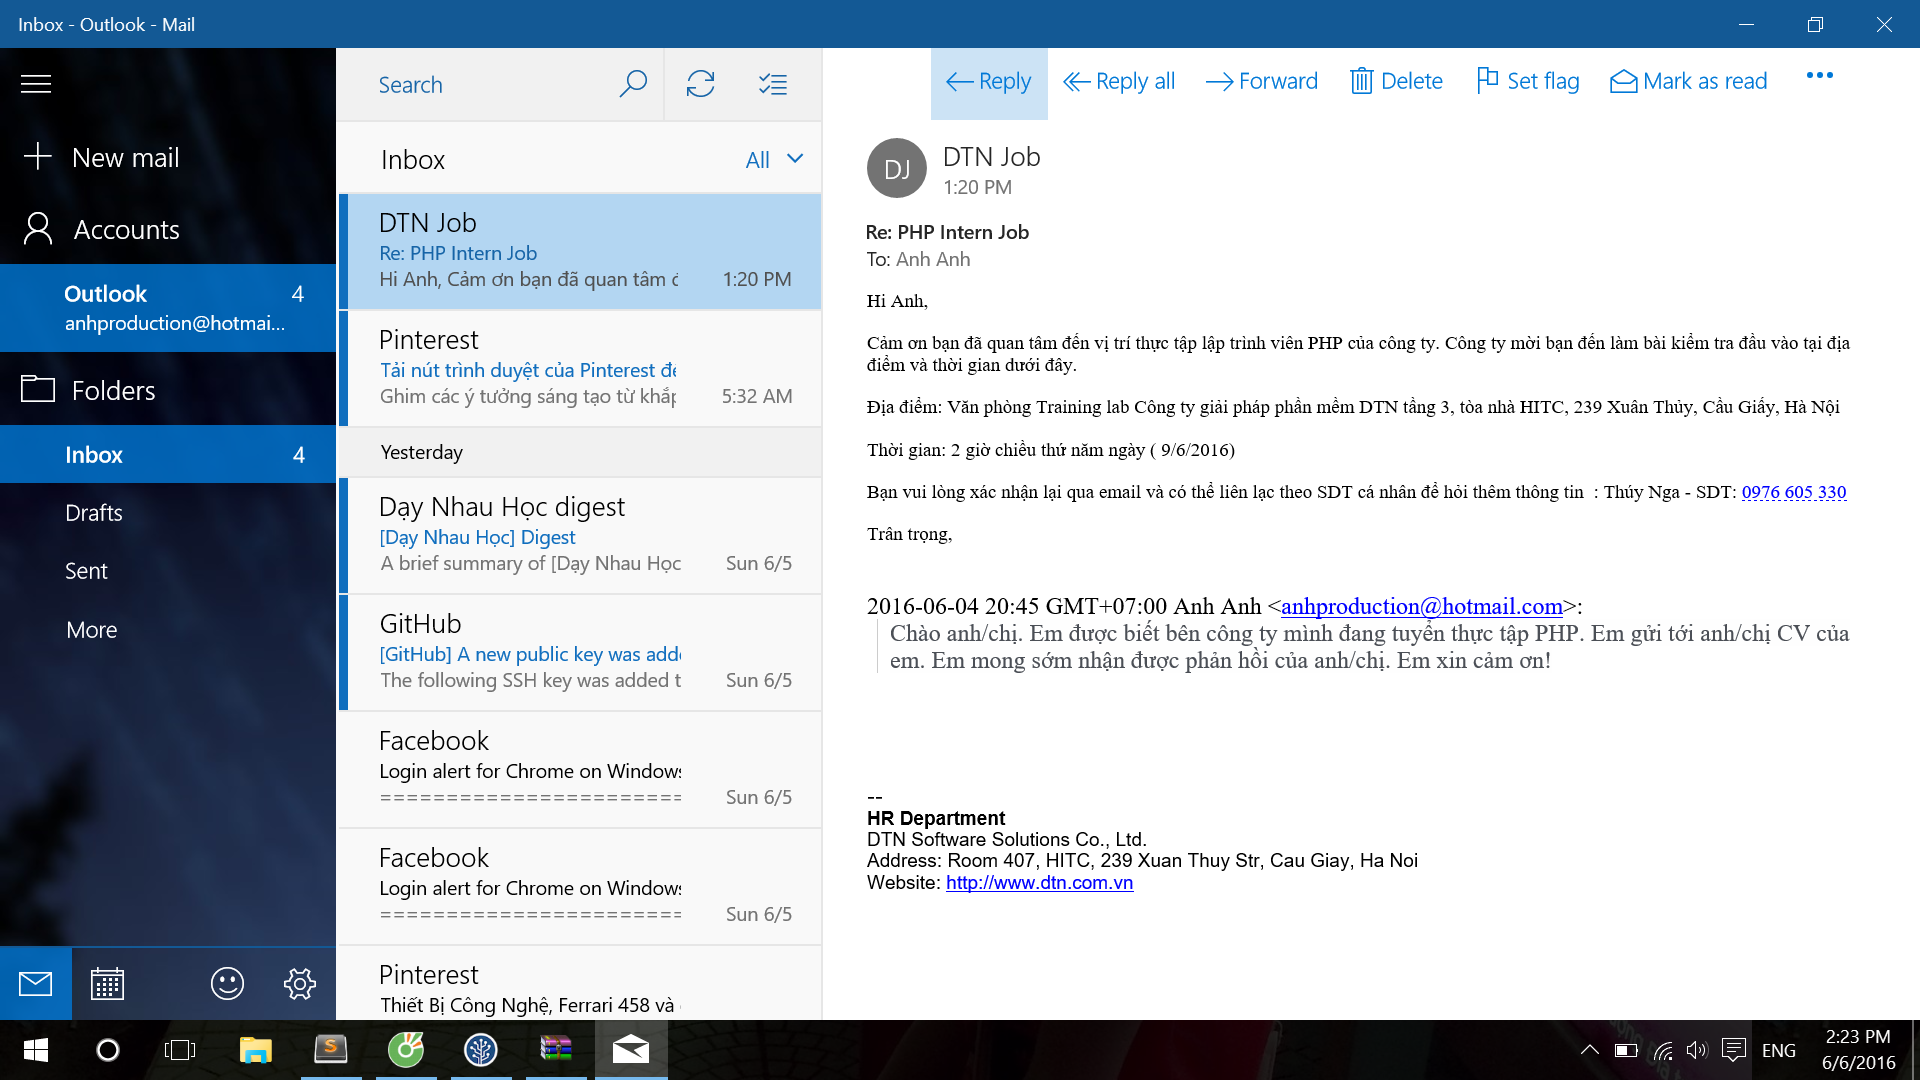 Inbox - Outlook - Mail
New mail
Accounts
Outlook 4
anhproduction@hotmai...
Folders
Inbox 4
Drafts
Sent
More
Search
Inbox All
DTN Job
Re: PHP Intern Job
Hi Anh, Cảm ơn bạn đã quan tâm đ 1:20 PM
Pinterest
Tải nút trình duyệt của Pinterest để
Ghim các ý tưởng sáng tạo từ khắp 5:32 AM
Yesterday
Dạy Nhau Học digest
[Dạy Nhau Học] Digest
A brief summary of [Dạy Nhau Học Sun 6/5
GitHub
[GitHub] A new public key was adde
The following SSH key was added t Sun 6/5
Facebook
Login alert for Chrome on Windows
======================== Sun 6/5
Facebook
Login alert for Chrome on Windows
======================== Sun 6/5
Pinterest
Thiết Bị Công Nghệ, Ferrari 458 và
Reply Reply all Forward Delete Set flag Mark as read
DJ
DTN Job
1:20 PM
Re: PHP Intern Job
To: Anh Anh
Hi Anh,
Cảm ơn bạn đã quan tâm đến vị trí thực tập lập trình viên PHP của công ty. Công ty mời bạn đến làm bài kiểm tra đầu vào tại địa
điểm và thời gian dưới đây.
Địa điểm: Văn phòng Training lab Công ty giải pháp phần mềm DTN tầng 3, tòa nhà HITC, 239 Xuân Thủy, Cầu Giấy, Hà Nội
Thời gian: 2 giờ chiều thứ năm ngày ( 9/6/2016)
Bạn vui lòng xác nhận lại qua email và có thể liên lạc theo SDT cá nhân để hỏi thêm thông tin : Thúy Nga - SDT: 0976 605 330
Trân trọng,
2016-06-04 20:45 GMT+07:00 Anh Anh <anhproduction@hotmail.com>:
Chào anh/chị. Em được biết bên công ty mình đang tuyển thực tập PHP. Em gửi tới anh/chị CV của
em. Em mong sớm nhận được phản hồi của anh/chị. Em xin cảm ơn!
--
HR Department
DTN Software Solutions Co., Ltd.
Address: Room 407, HITC, 239 Xuan Thuy Str, Cau Giay, Ha Noi
Website: http://www.dtn.com.vn
ENG
2:23 PM
6/6/2016